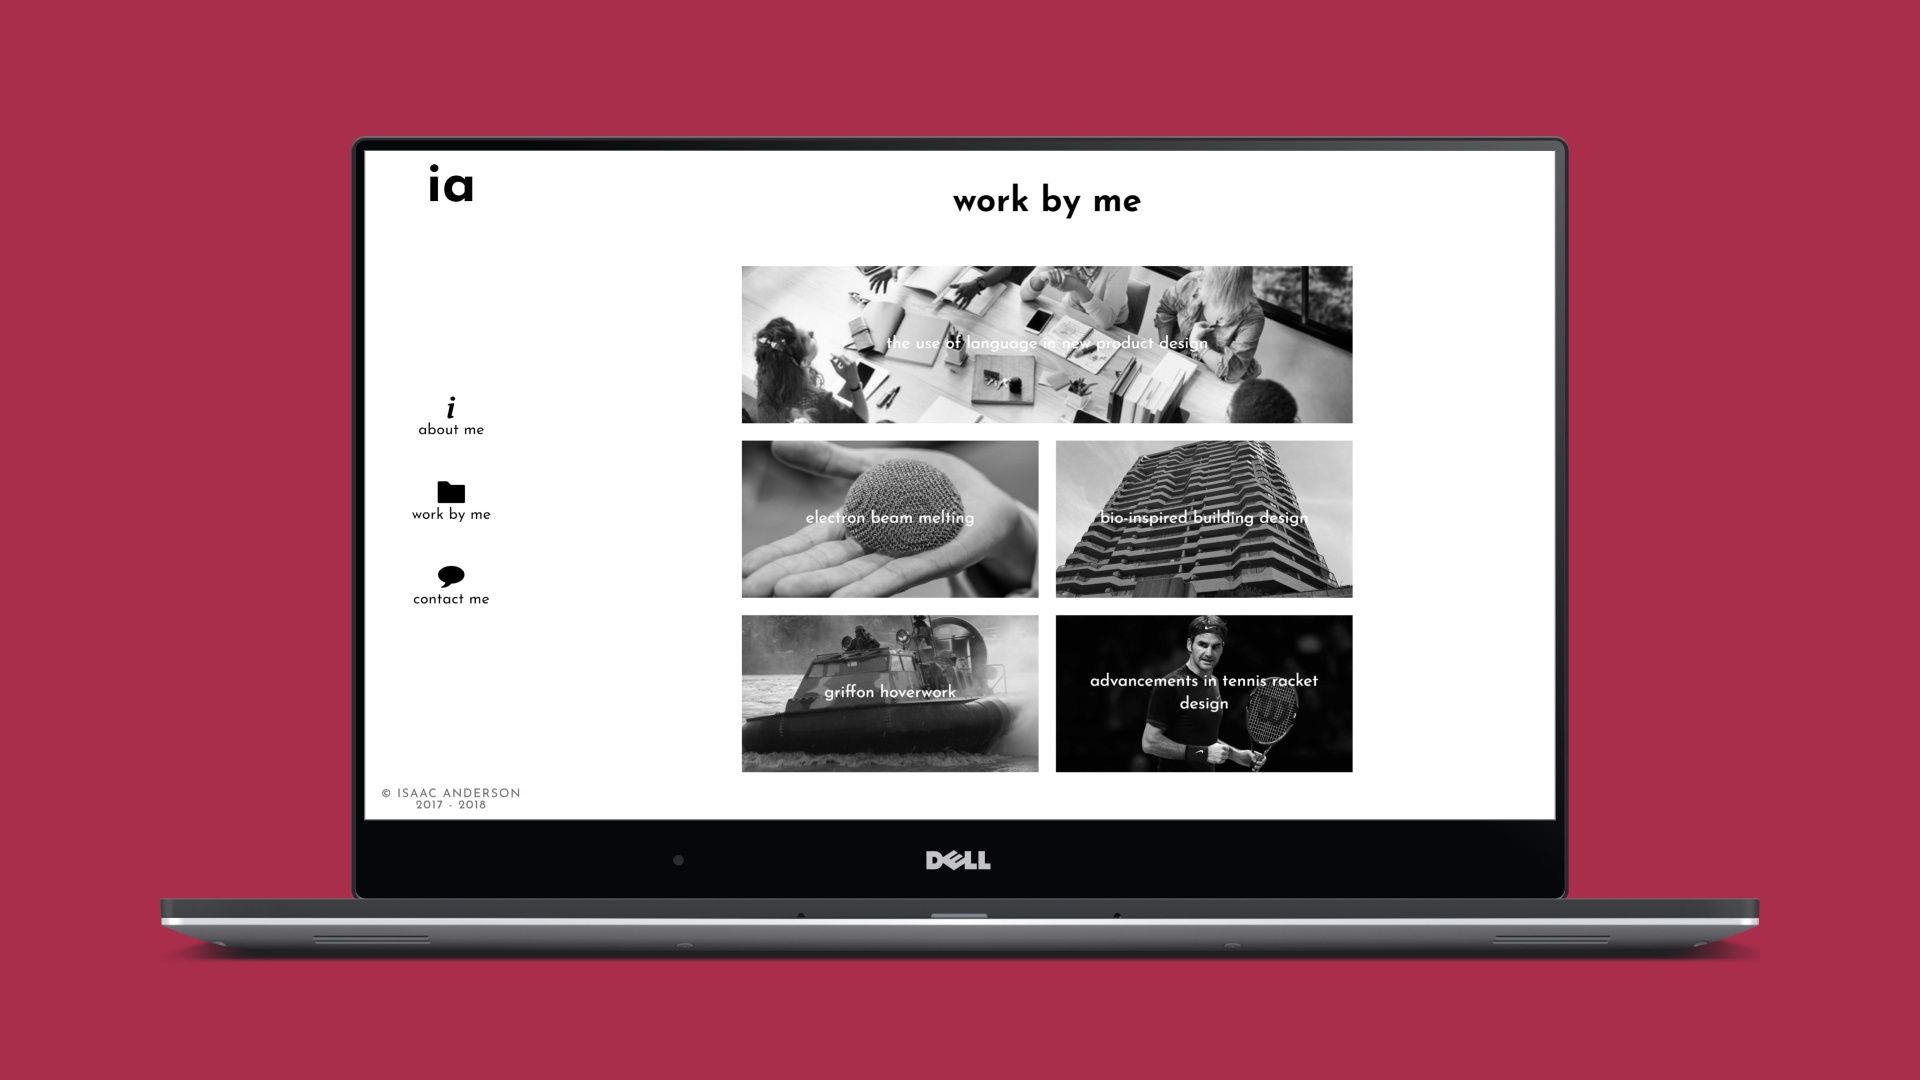 ia
work by me
the use of language in new product design
i
about me
electron beam melting
bio-inspired building design
work by me
contact me
griffon hoverwork
advancements in tennis racket
design
© ISAAC ANDERSON
2017 - 2018
DELL